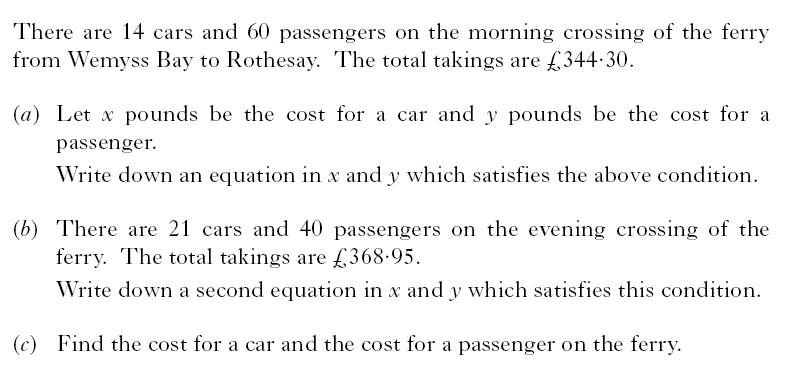 There are 14 cars and 60 passengers on the morning crossing of the ferry
from Wemyss Bay to Rothesay. The total takings are £344·30.
(a) Let x pounds be the cost for a car and y pounds be the cost for a
passenger.
Write down an equation in x and y which satisfies the above condition.
(b) There are 21 cars and 40 passengers on the evening crossing of the
ferry. The total takings are £368·95.
Write down a second equation in x and y which satisfies this condition.
(c) Find the cost for a car and the cost for a passenger on the ferry.